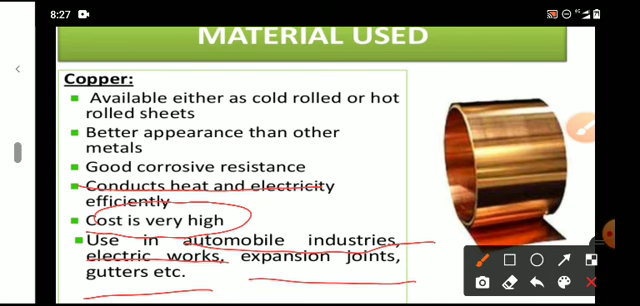 8:27
MATERIAL USED
Copper:
Available either as cold rolled or hot
rolled sheets
Better appearance than other
metals
Good corrosive resistance
Conducts heat and electricity
efficiently
Cost is very high
Use in automobile industries,
electric works, expansion joints,
gutters etc.